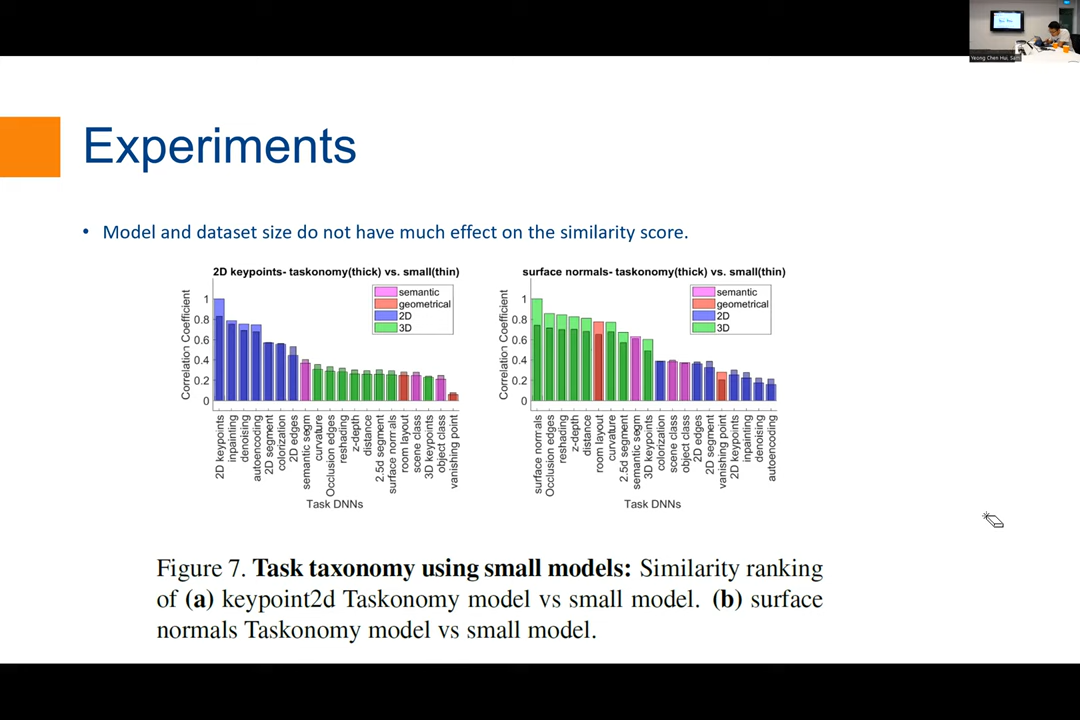 Yeong Chen Hui, Sam
Experiments
• Model and dataset size do not have much effect on the similarity score.
2D keypoints- taskonomy(thick) vs. small(thin)
Correlation Coefficient
1
0.8
0.6
0.4
0.2
0
semantic
geometrical
2D
3D
2D keypoints
inpainting
denoising
autoencoding
2D segment
colorization
2D edges
semantic segm
curvature
Occlusion edges
reshading
z-depth
distance
2.5d segment
surface normals
room layout
scene class
3D keypoints
object class
vanishing point
Task DNNs
surface normals- taskonomy(thick) vs. small(thin)
Correlation Coefficient
1
0.8
0.6
0.4
0.2
0
semantic
geometrical
2D
3D
surface normals
Occlusion edges
reshading
z-depth
distance
room layout
curvature
2.5d segment
semantic segm
3D keypoints
colorization
scene class
object class
2D edges
2D segment
vanishing point
2D keypoints
inpainting
denoising
autoencoding
Task DNNs
Figure 7. Task taxonomy using small models: Similarity ranking
of (a) keypoint2d Taskonomy model vs small model. (b) surface
normals Taskonomy model vs small model.